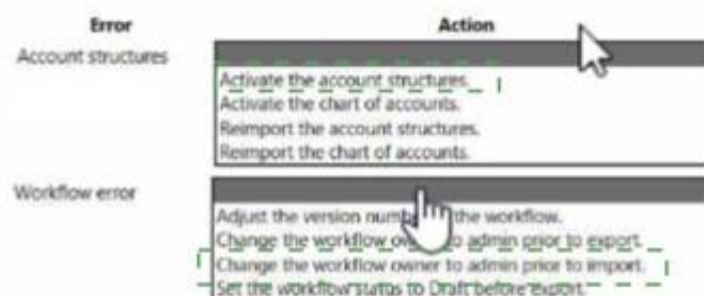 Error Action
Account structures
Activate the account structures.
Activate the chart of accounts.
Reimport the account structures.
Reimport the chart of accounts.
Workflow error
Adjust the version the workflow.
Change the workflow to admin prior to export.
Change the workflow owner to admin prior to import.
Set the workflow status to Draft before export.